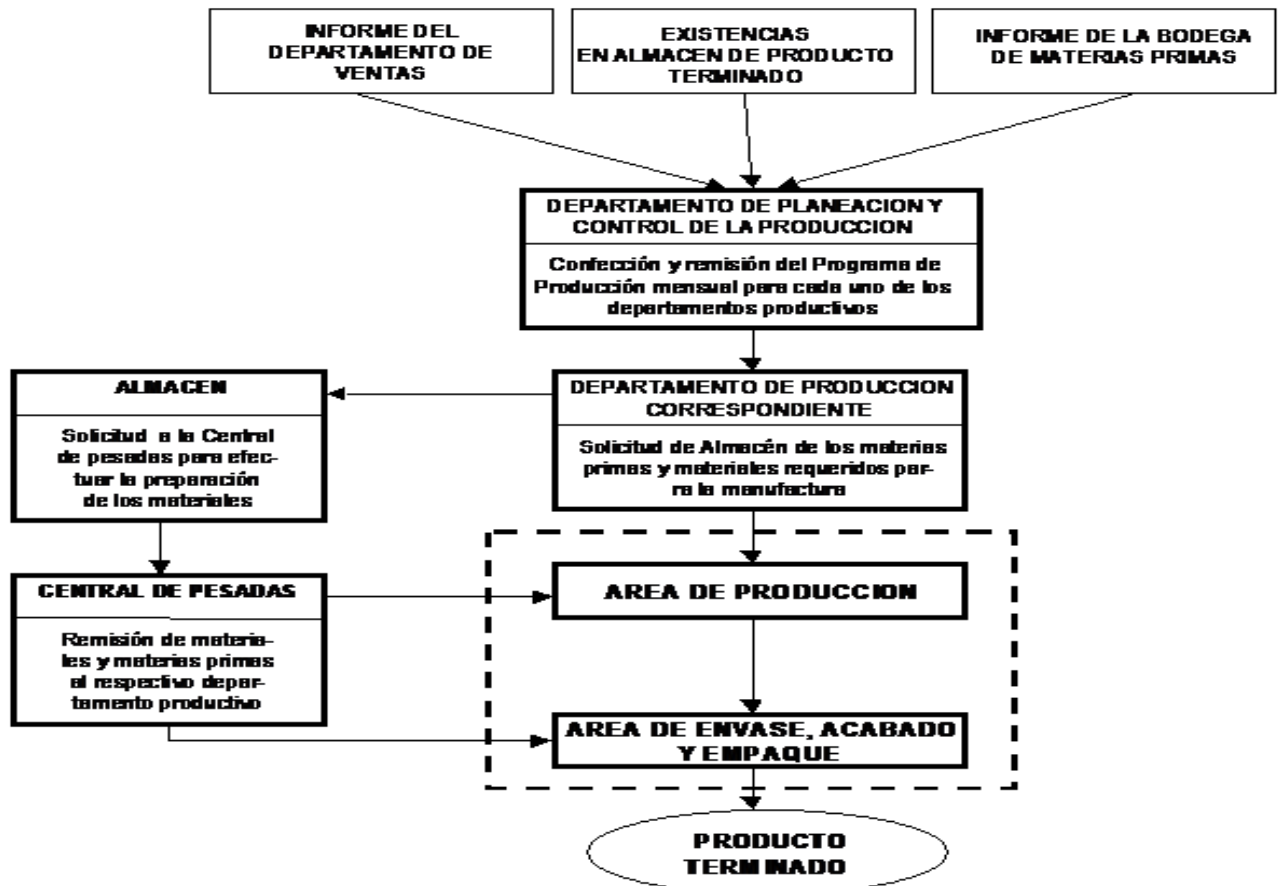 INFORME DEL
DEPARTAMENTO DE
VENTAS
EXISTENCIAS
EN ALMACEN DE PRODUCTO
TERMINADO
INFORME DE LA BODEGA
DE MATERIAS PRIMAS
DEPARTAMENTO DE PLANEACION Y
CONTROL DE LA PRODUCCION
Confección y remisión del Programa de
Producción mensual para cada uno de los
departamentos productivos
ALMACEN
Solicitud a la Central
de pesadas para efec-
tuar la preparación
de los materiales
DEPARTAMENTO DE PRODUCCION
CORRESPONDIENTE
Solicitud de Almacén de los materias
primas y materiales requeridos par-
ra la manufactura
CENTRAL DE PESADAS
Remisión de materia-
les y materias primas
al respectivo depar-
tamento productivo
AREA DE PRODUCCION
AREA DE ENVASE, ACABADO
Y EMPAQUE
PRODUCTO
TERMINADO